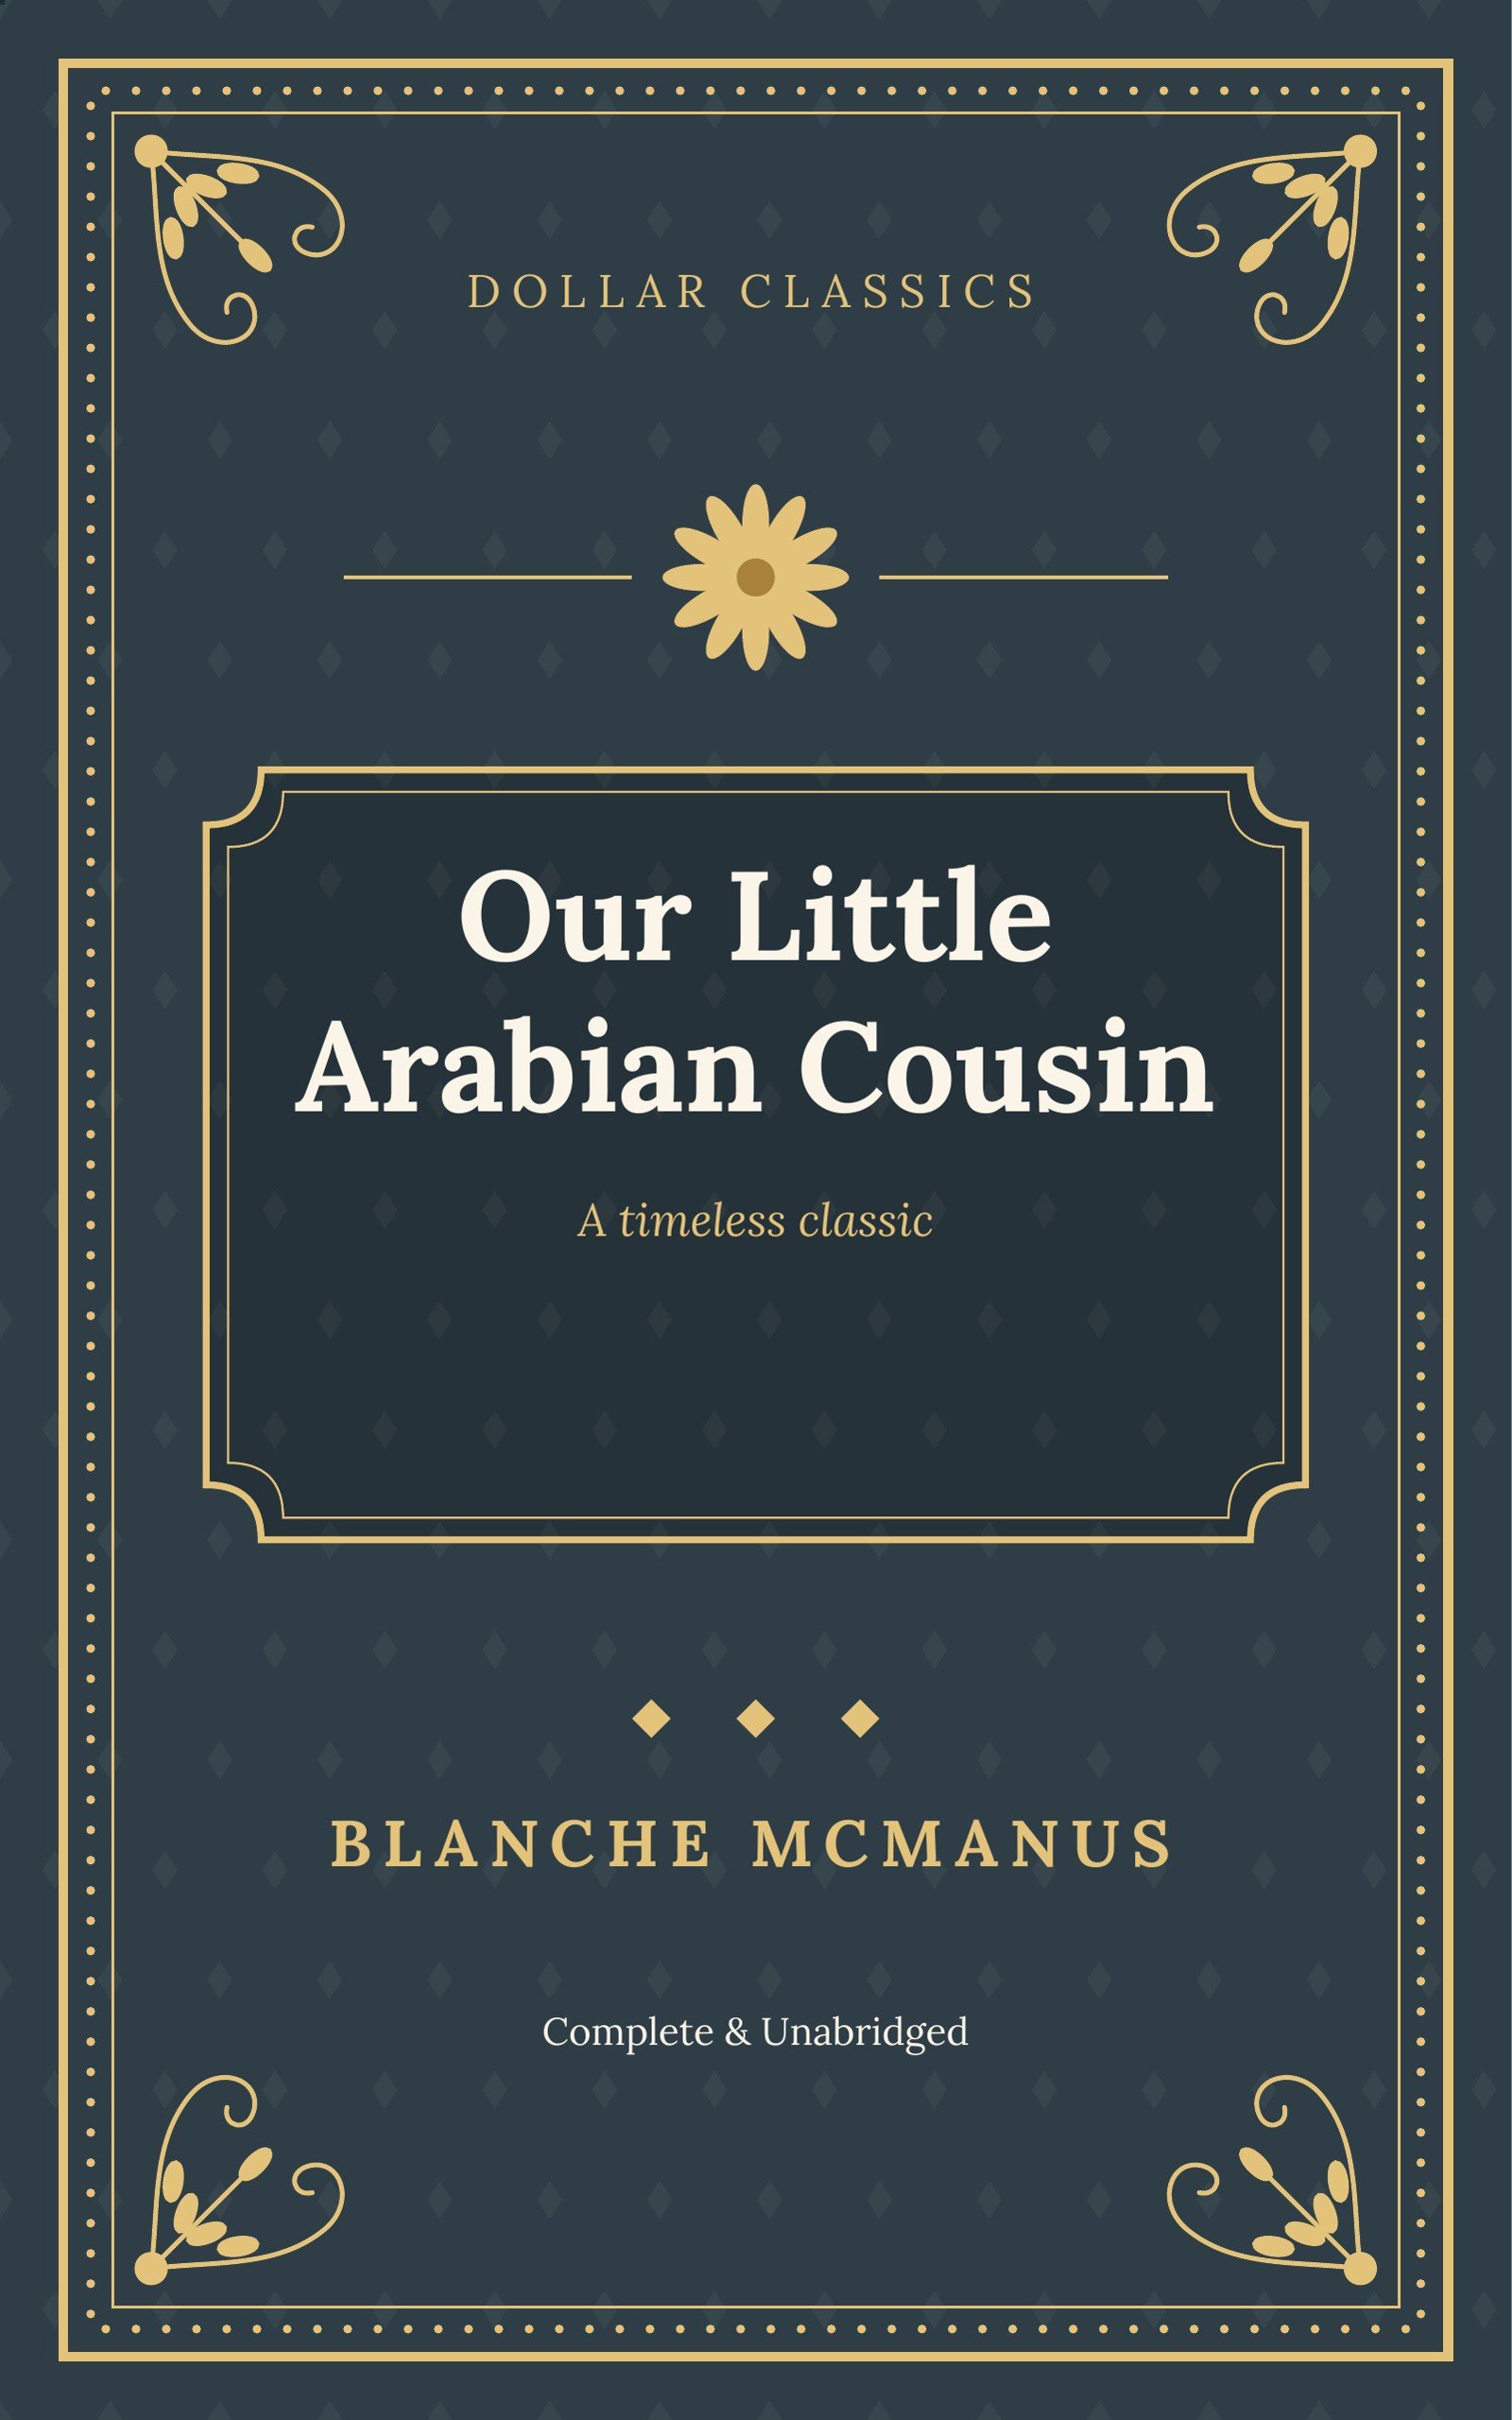 DOLLAR CLASSICS
Our Little
Arabian Cousin
A timeless classic
BLANCHE MCMANUS
Complete & Unabridged